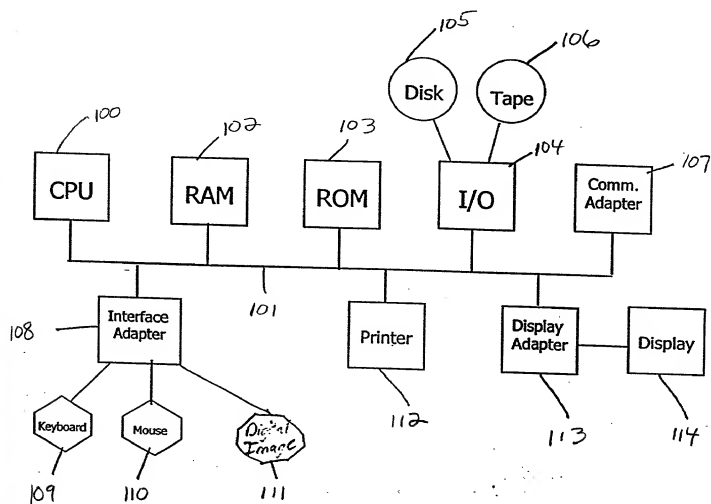 105
106
Disk
Tape
100
102
103
104
107
CPU
RAM
ROM
I/O
Comm.
Adapter
101
108
Interface
Adapter
Printer
Display
Adapter
Display
112
113
114
Keyboard
Mouse
Digital
Image
109
110
111